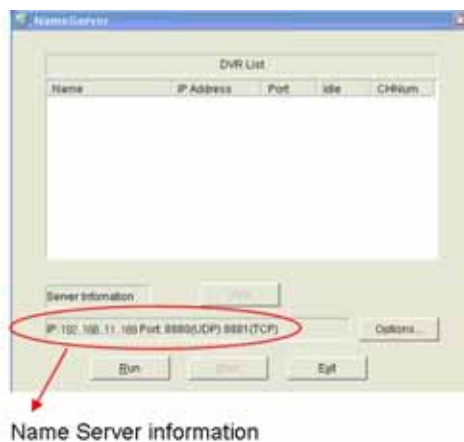 NameServer
DVR List
Name IP Address Port Idle CHNum
Server Infomation
IP: 192. 168. 11. 169 Port: 8880(UDP) 8881(TCP) Options...
Run Exit
Name Server information